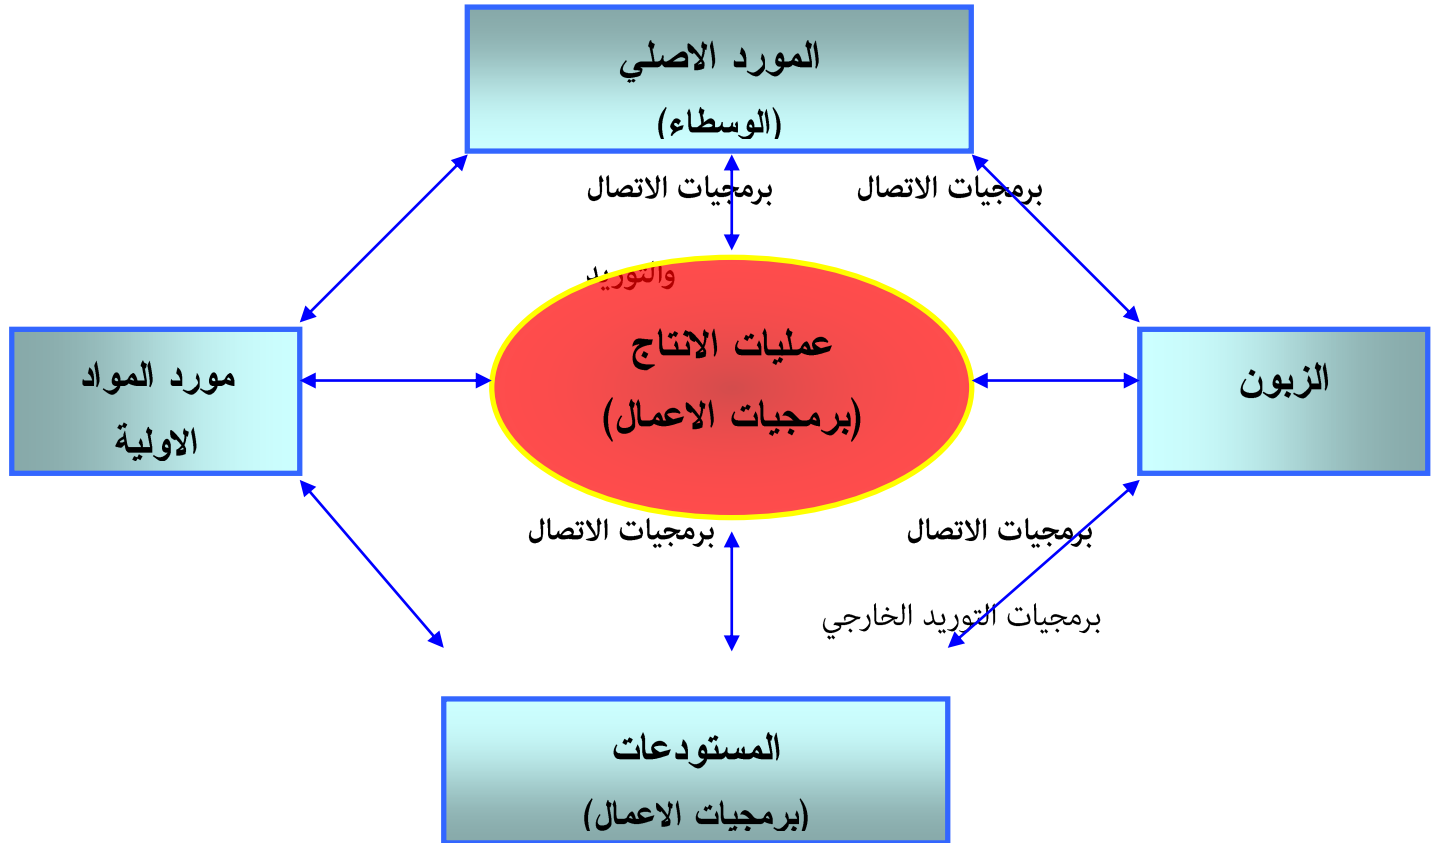 المورد الاصلي
(الوسطاء)
برمجيات الاتصال
برمجيات الاتصال
والتوريد
عمليات الانتاج
(برمجيات الاعمال)
الزبون
مورد المواد
الاولية
برمجيات الاتصال
برمجيات الاتصال
برمجيات التوريد الخارجي
المستودعات
(برمجيات الاعمال)